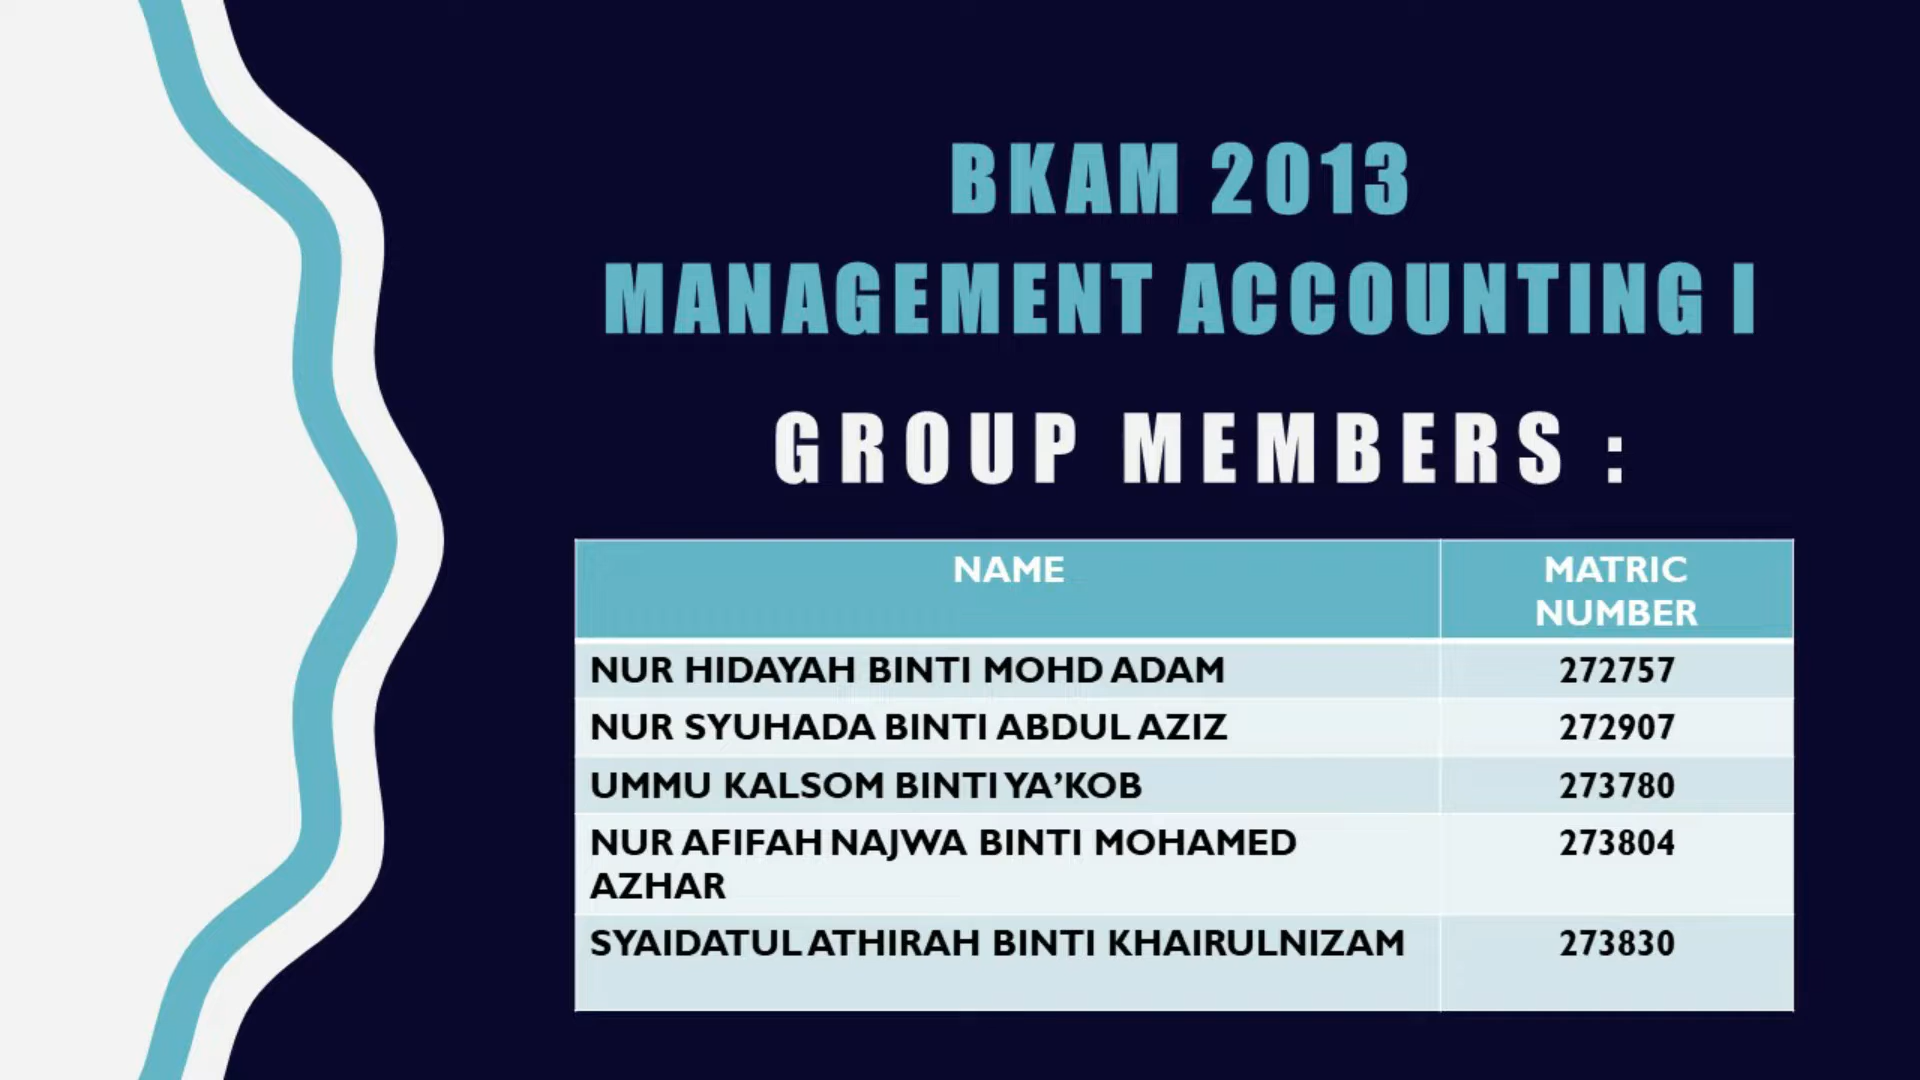 BKAM 2013
MANAGEMENT ACCOUNTING I
GROUP MEMBERS :
NAME
MATRIC
NUMBER
NUR HIDAYAH BINTI MOHD ADAM
272757
NUR SYUHADA BINTI ABDUL AZIZ
272907
UMMU KALSOM BINTI YA’KOB
273780
NUR AFIFAH NAJWA BINTI MOHAMED
AZHAR
273804
SYAIDATUL ATHIRAH BINTI KHAIRULNIZAM
273830